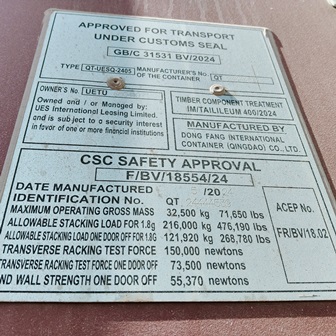 APPROVED FOR TRANSPORT
UNDER CUSTOMS SEAL
GB/C 31531 BV/2024
TYPE QT-UESQ-2405 MANUFACTURER'S No. OF THE CONTAINER QT
OWNER'S No. UETU
Owned and / or Managed by:
UES International Leasing Limited.
and is subject to a security interest
in favor of one or more financial institutions
TIMBER COMPONENT TREATMENT
IM/TAILILEUM 400/2024
MANUFACTURED BY
DONG FANG INTERNATIONAL
CONTAINER (QINGDAO) CO., LTD.
CSC SAFETY APPROVAL
F/BV/18554/24
DATE MANUFACTURED /20
IDENTIFICATION No. QT
MAXIMUM OPERATING GROSS MASS 32,500 kg 71,650 lbs
ALLOWABLE STACKING LOAD FOR 1.8g 216,000 kg 476,190 lbs
ALLOWABLE STACKING LOAD ONE DOOR OFF FOR 1.8G 121,920 kg 268,780 lbs
TRANSVERSE RACKING TEST FORCE 150,000 newtons
TRANSVERSE RACKING TEST FORCE ONE DOOR OFF 73,500 newtons
ND WALL STRENGTH ONE DOOR OFF 55,370 newtons
ACEP No.
FR/BV/18.02